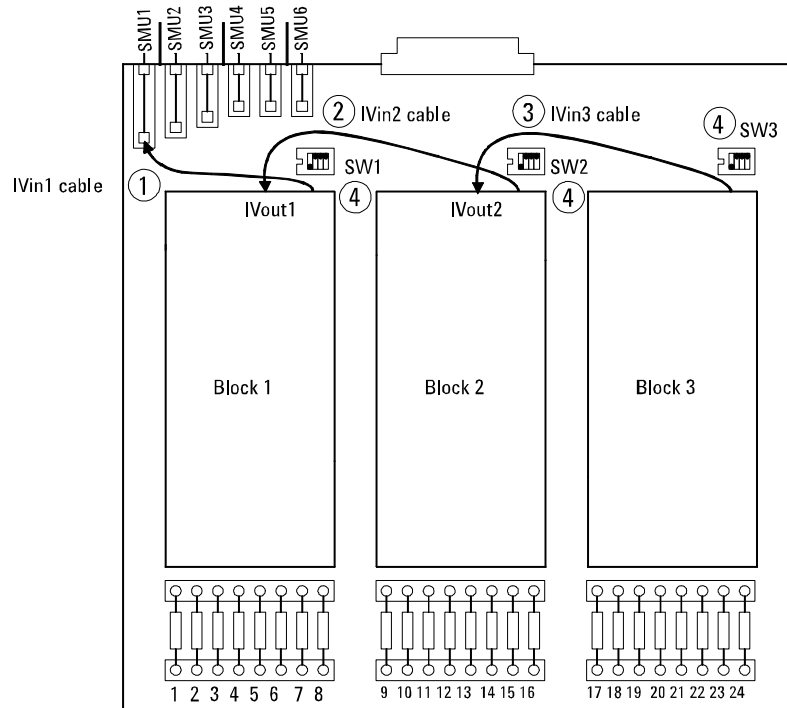 SMU1 SMU2 SMU3 SMU4 SMU5 SMU6
2 IVin2 cable 3 IVin3 cable 4 SW3
IVin1 cable 1 SW1 SW2
IVout1 4 IVout2 4
Block 1 Block 2 Block 3
1 2 3 4 5 6 7 8 9 10 11 12 13 14 15 16 17 18 19 20 21 22 23 24